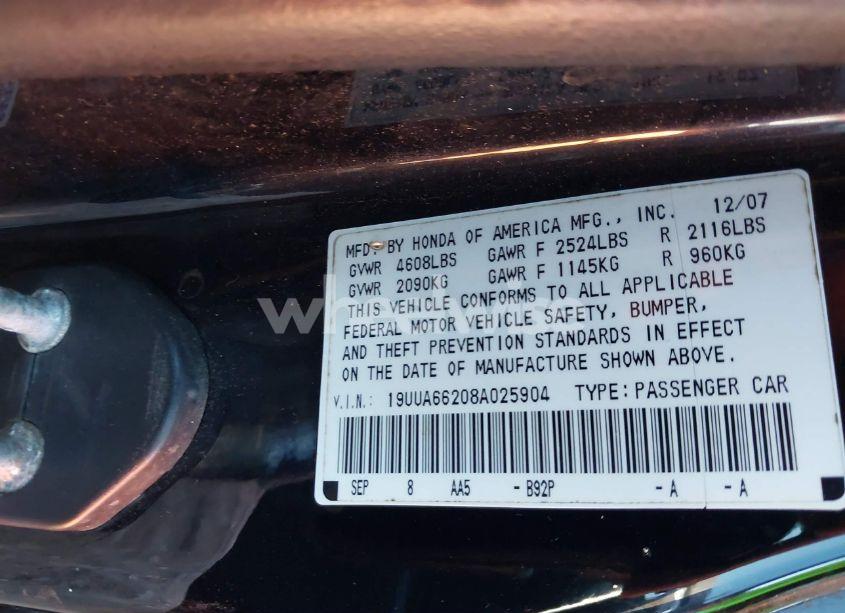 MFD. BY HONDA OF AMERICA MFG., INC. 12/07
GVWR 4608LBS GAWR F 2524LBS R 2116LBS
GVWR 2090KG GAWR F 1145KG R 960KG
THIS VEHICLE CONFORMS TO ALL APPLICABLE
FEDERAL MOTOR VEHICLE SAFETY, BUMPER,
AND THEFT PREVENTION STANDARDS IN EFFECT
ON THE DATE OF MANUFACTURE SHOWN ABOVE.
V.I.N.: 19UUA66208A025904 TYPE:PASSENGER CAR
SEP 8 AA5 -B92P -A -A